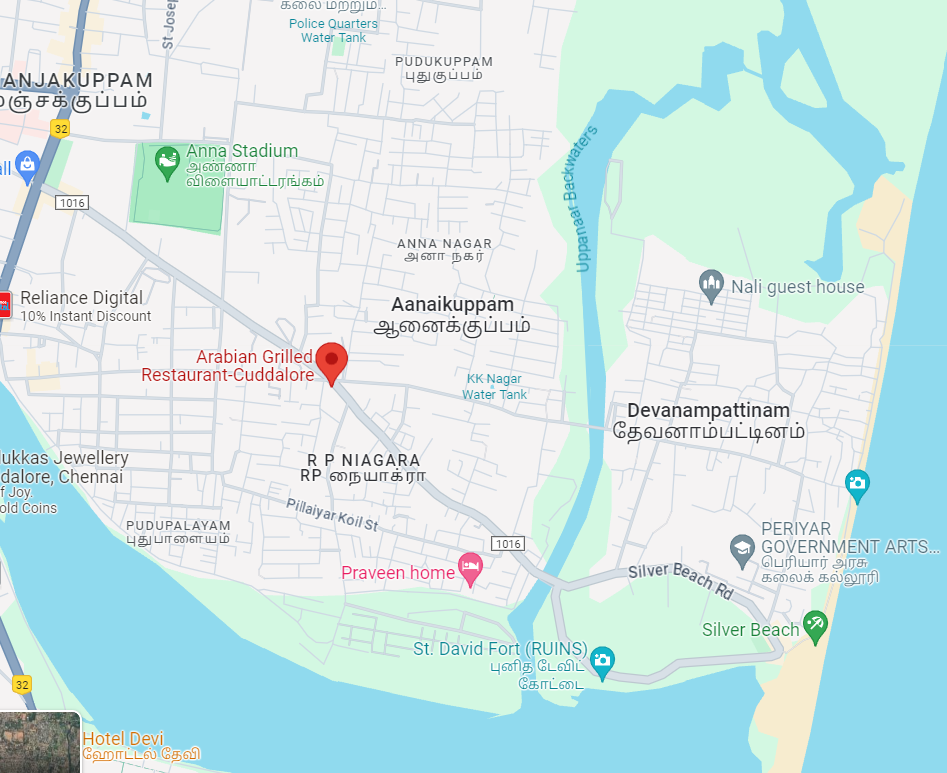 கலை மற்றும்...
Police Quarters
Water Tank
St Josep
PUDUKUPPAM
புதுகுப்பம்
ANJAKUPPAM
ஞ்சக்குப்பம்
32
Anna Stadium
அண்ணா
விளையாட்டரங்கம்
all
1016
Uppanaar Backwaters
ANNA NAGAR
அனா நகர்
Nali guest house
Reliance Digital
10% Instant Discount
Aanaikuppam
ஆனைக்குப்பம்
Arabian Grilled
Restaurant-Cuddalore
KK Nagar
Water Tank
Devanampattinam
தேவனாம்பட்டினம்
R P NIAGARA
RP நையாக்ரா
lukkas Jewellery
dalore, Chennai
f Joy.
old Coins
Pillaiyar Koil St
PUDUPALAYAM
புதுபாளையம்
1016
PERIYAR
GOVERNMENT ARTS...
பெரியார் அரசு
கலைக் கல்லூரி
Praveen home
Silver Beach Rd
Silver Beach
St. David Fort (RUINS)
புனித டேவிட்
கோட்டை
32
Hotel Devi
ஹோட்டல் தேவி